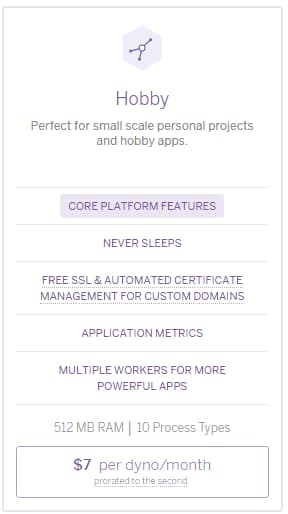 Hobby
Perfect for small scale personal projects
and hobby apps.
CORE PLATFORM FEATURES
NEVER SLEEPS
FREE SSL & AUTOMATED CERTIFICATE
MANAGEMENT FOR CUSTOM DOMAINS
APPLICATION METRICS
MULTIPLE WORKERS FOR MORE
POWERFUL APPS
512 MB RAM | 10 Process Types
$7 per dyno/month
prorated to the second